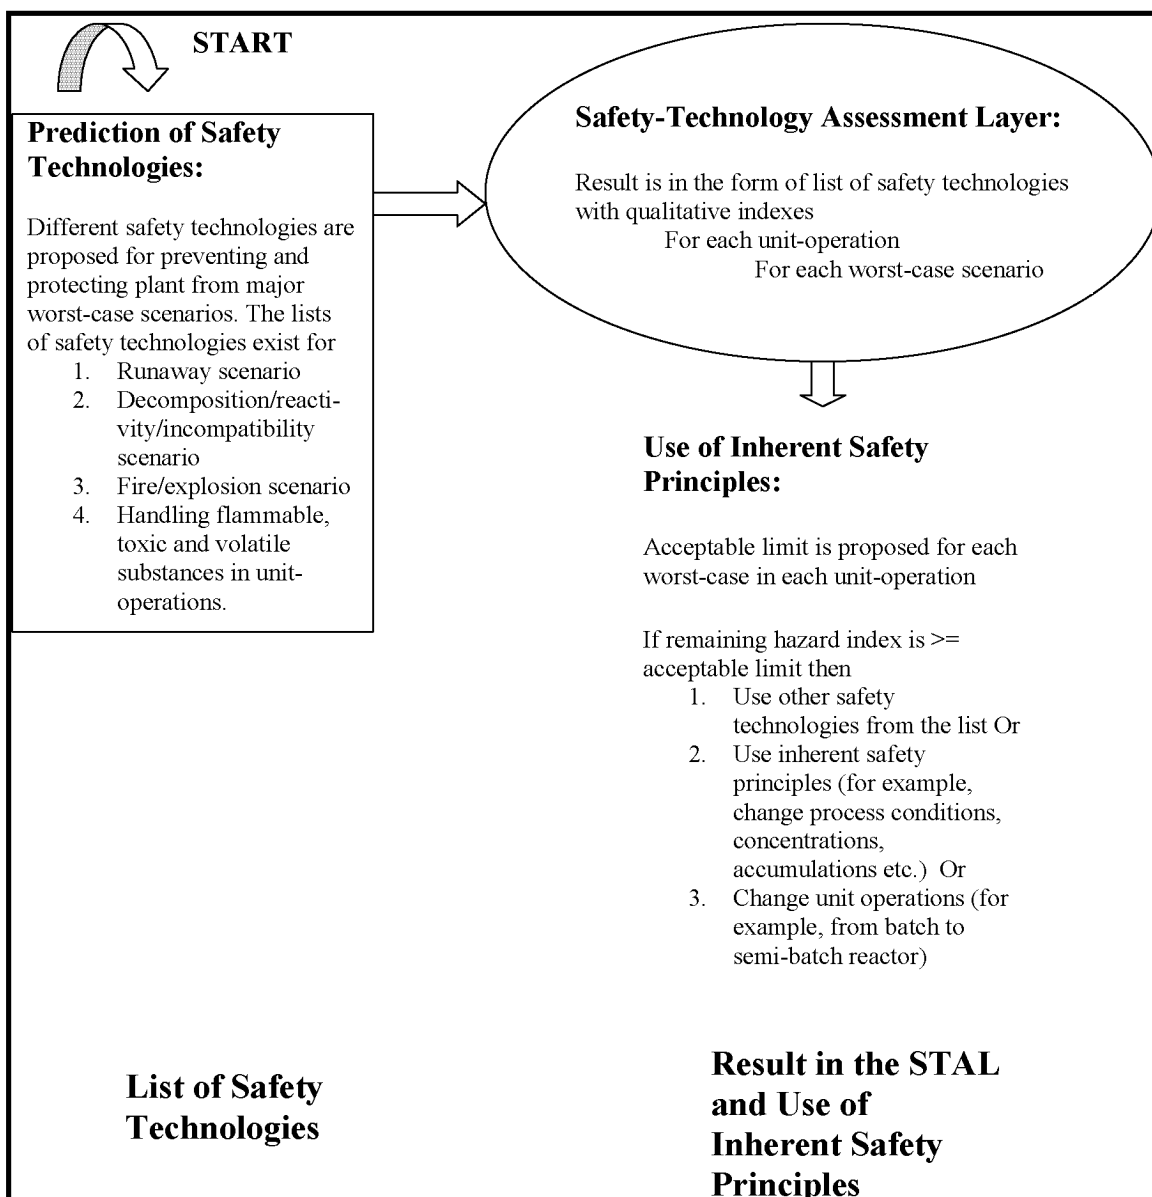 START
Prediction of Safety
Technologies:
Different safety technologies are
proposed for preventing and
protecting plant from major
worst-case scenarios. The lists
of safety technologies exist for
1. Runaway scenario
2. Decomposition/reacti-
vity/incompatibility
scenario
3. Fire/explosion scenario
4. Handling flammable,
toxic and volatile
substances in unit-
operations.
Safety-Technology Assessment Layer:
Result is in the form of list of safety technologies
with qualitative indexes
For each unit-operation
For each worst-case scenario
Use of Inherent Safety
Principles:
Acceptable limit is proposed for each
worst-case in each unit-operation
If remaining hazard index is >=
acceptable limit then
1. Use other safety
technologies from the list Or
2. Use inherent safety
principles (for example,
change process conditions,
concentrations,
accumulations etc.) Or
3. Change unit operations (for
example, from batch to
semi-batch reactor)
List of Safety
Technologies
Result in the STAL
and Use of
Inherent Safety
Principles